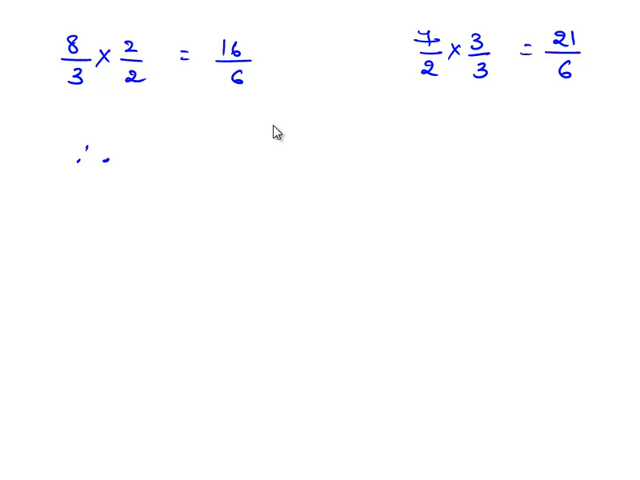 8/3 × 2/2 = 16/6
7/2 × 3/3 = 21/6
∴